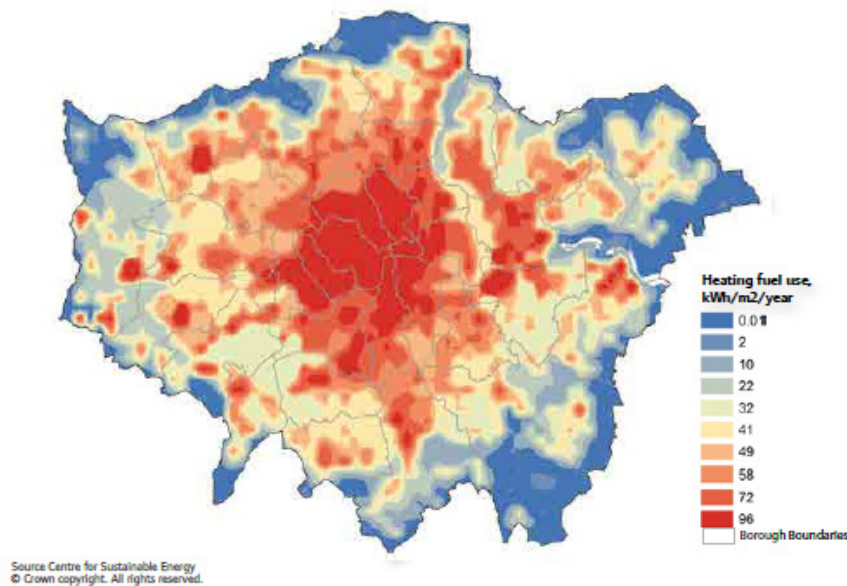 Heating fuel use,
kWh/m2/year
0.01
2
10
22
32
41
49
58
72
96
Borough Boundaries
Source Centre for Sustainable Energy
© Crown copyright. All rights reserved.